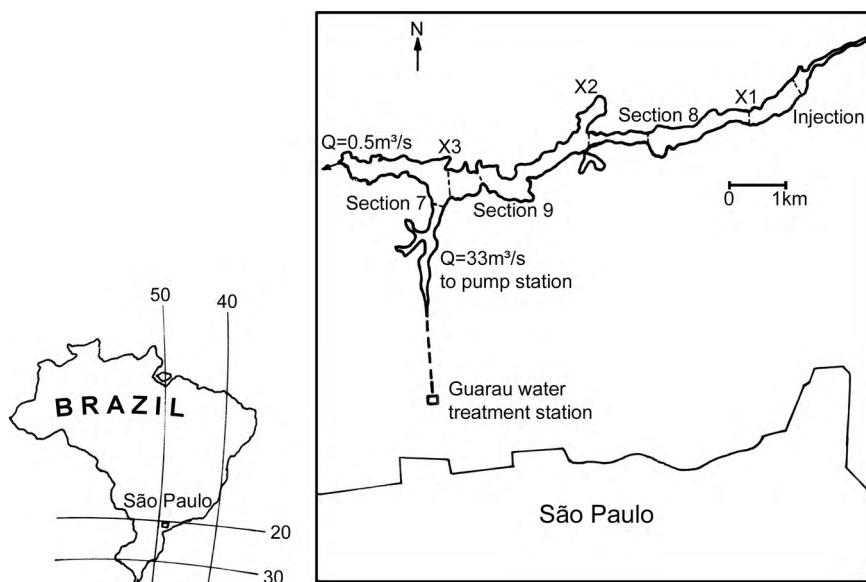 N
X2
X1
Section 8
Injection
X3
Q=0.5m³/s
Section 7
Section 9
0 1km
Q=33m³/s
to pump station
50
40
Guarau water
treatment station
BRAZIL
São Paulo
São Paulo
20
30